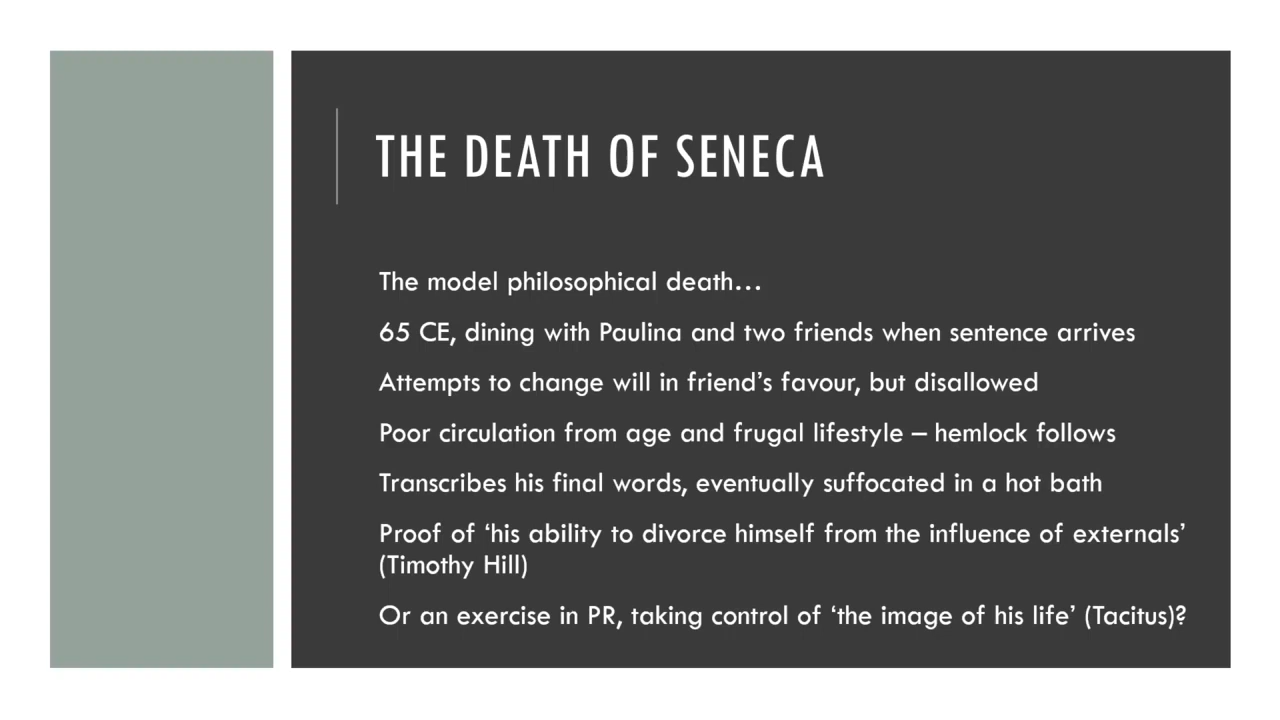 THE DEATH OF SENECA
The model philosophical death…
65 CE, dining with Paulina and two friends when sentence arrives
Attempts to change will in friend’s favour, but disallowed
Poor circulation from age and frugal lifestyle – hemlock follows
Transcribes his final words, eventually suffocated in a hot bath
Proof of ‘his ability to divorce himself from the influence of externals’
(Timothy Hill)
Or an exercise in PR, taking control of ‘the image of his life’ (Tacitus)?